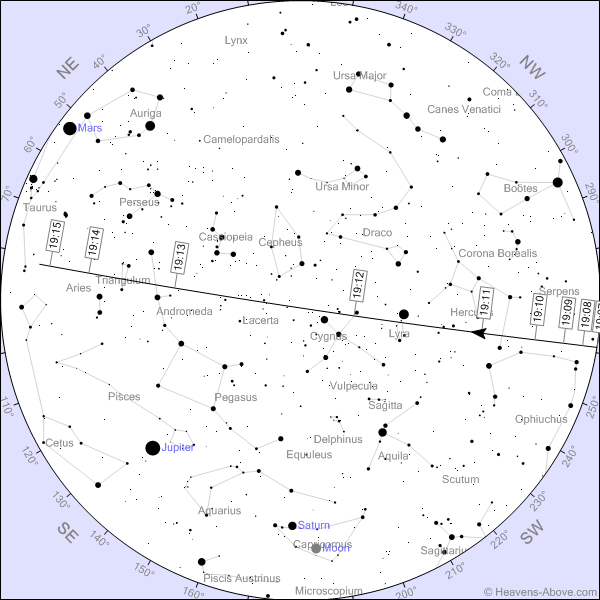 Leo
340°
Lynx
30°
330°
Ursa Major
NE
40°
NW
320°
Coma
50°
Auriga
Canes Venatici
310°
Mars
Camelopardalis
60°
300°
Ursa Minor
Bootes
70°
Perseus
290°
Taurus
19:15
19:14
Cassiopeia
Cepheus
Draco
19:13
Corona Borealis
Triangulum
19:12
Aries
Serpens
Andromeda
Hercules
19:11
19:10
19:09
19:08
19:07
Lacerta
Cygnus
Lyra
Vulpecula
Pisces
Pegasus
Sagitta
110°
250°
Ophiuchus
Cetus
Delphinus
Jupiter
Equuleus
Aquila
120°
240°
Scutum
130°
Aquarius
230°
SE
Saturn
SW
140°
Capricornus
Moon
Sagittarius
220°
150°
210°
Piscis Austrinus
160°
Microscopium
200°
© Heavens-Above.com